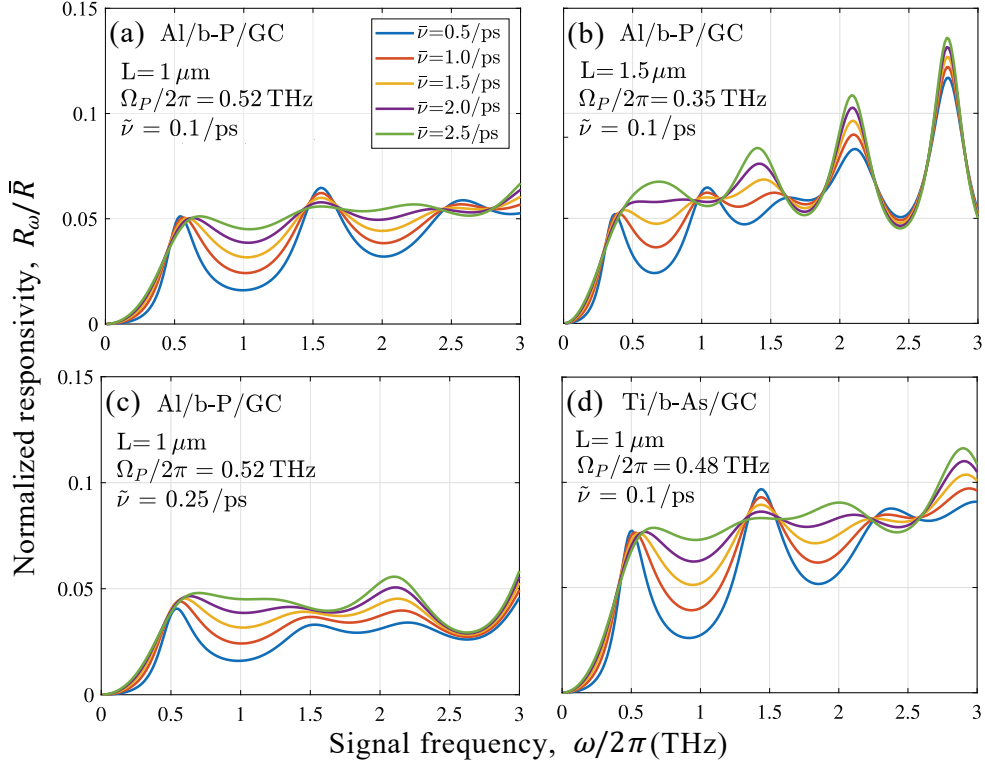 Normalized responsivity, R_ω/R̄
0.15
0.1
0.05
0
(a) Al/b-P/GC
L= 1 μm
Ω_P/2π = 0.52 THz
ν̃ = 0.1/ps
ν̄=0.5/ps
ν̄=1.0/ps
ν̄=1.5/ps
ν̄=2.0/ps
ν̄=2.5/ps
0 0.5 1 1.5 2 2.5 3
(b) Al/b-P/GC
L= 1.5 μm
Ω_P/2π= 0.35 THz
ν̃ = 0.1/ps
0 0.5 1 1.5 2 2.5 3
0.15
0.1
0.05
0
(c) Al/b-P/GC
L= 1 μm
Ω_P/2π = 0.52 THz
ν̃ = 0.25/ps
0 0.5 1 1.5 2 2.5 3
(d) Ti/b-As/GC
L= 1 μm
Ω_P/2π = 0.48 THz
ν̃ = 0.1/ps
0 0.5 1 1.5 2 2.5 3
Signal frequency, ω/2π (THz)